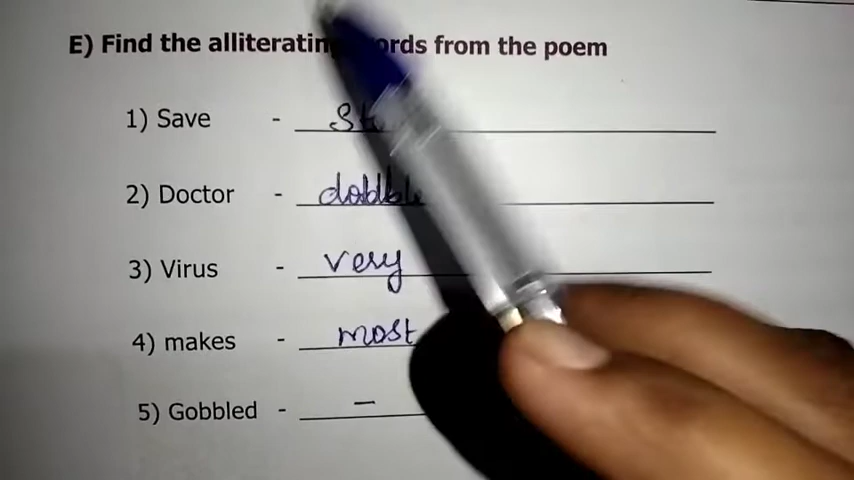 E) Find the alliterating words from the poem
1) Save -
2) Doctor -
3) Virus - very
4) makes - most
5) Gobbled - –